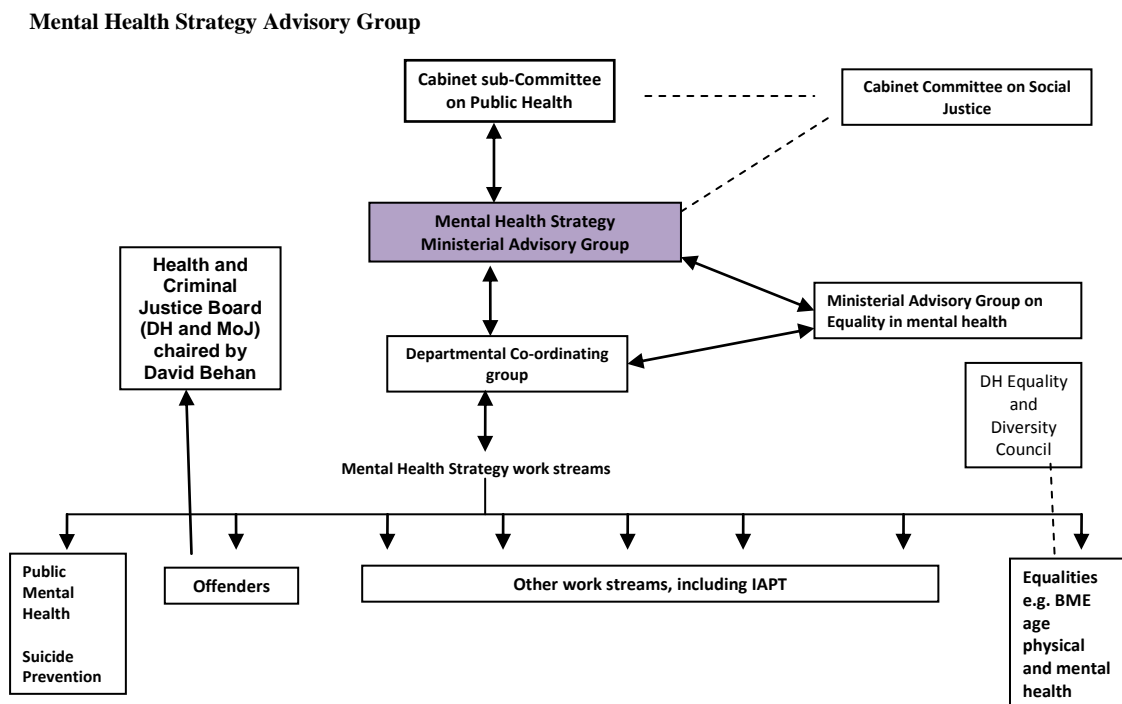 Mental Health Strategy Advisory Group
Cabinet sub-Committee
on Public Health
Cabinet Committee on Social
Justice
Mental Health Strategy
Ministerial Advisory Group
Health and
Criminal
Justice Board
(DH and MoJ)
chaired by
David Behan
Ministerial Advisory Group on
Equality in mental health
Departmental Co-ordinating
group
DH Equality
and
Diversity
Council
Mental Health Strategy work streams
Public
Mental
Health
Suicide
Prevention
Offenders
Other work streams, including IAPT
Equalities
e.g. BME
age
physical
and mental
health